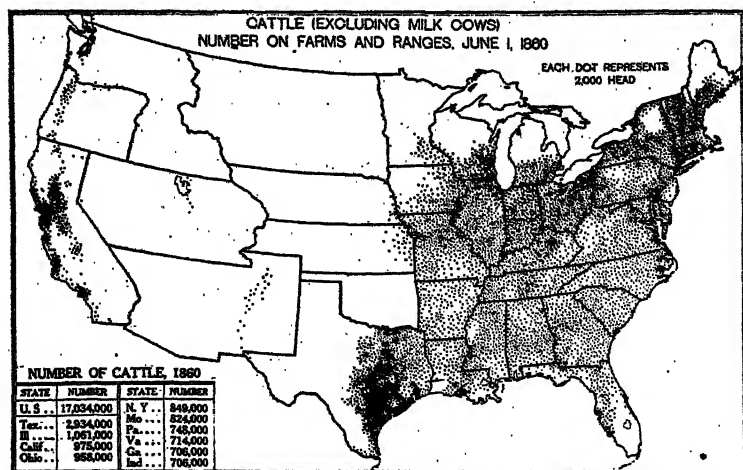 CATTLE (EXCLUDING MILK COWS)
NUMBER ON FARMS AND RANGES, JUNE 1, 1860
EACH DOT REPRESENTS
2,000 HEAD
NUMBER OF CATTLE, 1860
STATE NUMBER STATE NUMBER
U. S .. 17,034,000 N. Y .. 849,000
Tex... 2,934,000 Mo ... 824,000
Ill ... 1,061,000 Pa ... 748,000
Calif.. 975,000 Va ... 714,000
Ohio.. 958,000 Ga ... 706,000
Ind ... 705,000